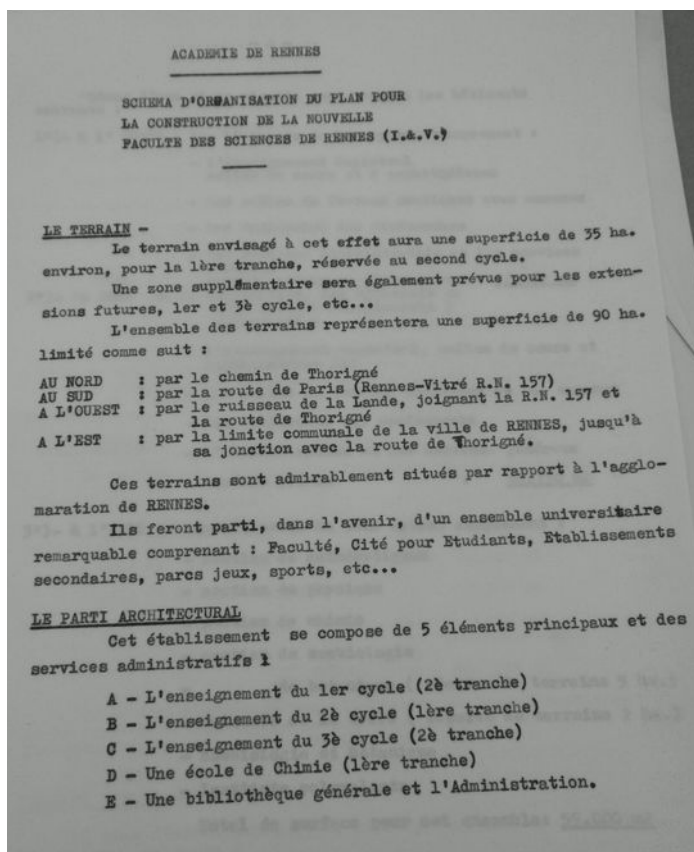 ACADEMIE DE RENNES
SCHEMA D'ORGANISATION DU PLAN POUR
LA CONSTRUCTION DE LA NOUVELLE
FACULTE DES SCIENCES DE RENNES (I.&.V.)
LE TERRAIN -
Le terrain envisagé à cet effet aura une superficie de 35 ha.
environ, pour la 1ère tranche, réservée au second cycle.
Une zone supplémentaire sera également prévue pour les exten-
sions futures, 1er et 3è cycle, etc...
L'ensemble des terrains représentera une superficie de 90 ha.
limité comme suit :
AU NORD : par le chemin de Thorigné
AU SUD : par la route de Paris (Rennes-Vitré R.N. 157)
A L'OUEST : par le ruisseau de la Lande, joignant la R.N. 157 et
la route de Thorigné
A L'EST : par la limite communale de la ville de RENNES, jusqu'à
sa jonction avec la route de Thorigné.
Ces terrains sont admirablement situés par rapport à l'agglo-
maration de RENNES.
Ils feront parti, dans l'avenir, d'un ensemble universitaire
remarquable comprenant : Faculté, Cité pour Etudiants, Etablissements
secondaires, parcs jeux, sports, etc...
LE PARTI ARCHITECTURAL
Cet établissement se compose de 5 éléments principaux et des
services administratifs :
A - L'enseignement du 1er cycle (2è tranche)
B - L'enseignement du 2è cycle (1ère tranche)
C - L'enseignement du 3è cycle (2è tranche)
D - Une école de Chimie (1ère tranche)
E - Une bibliothèque générale et l'Administration.